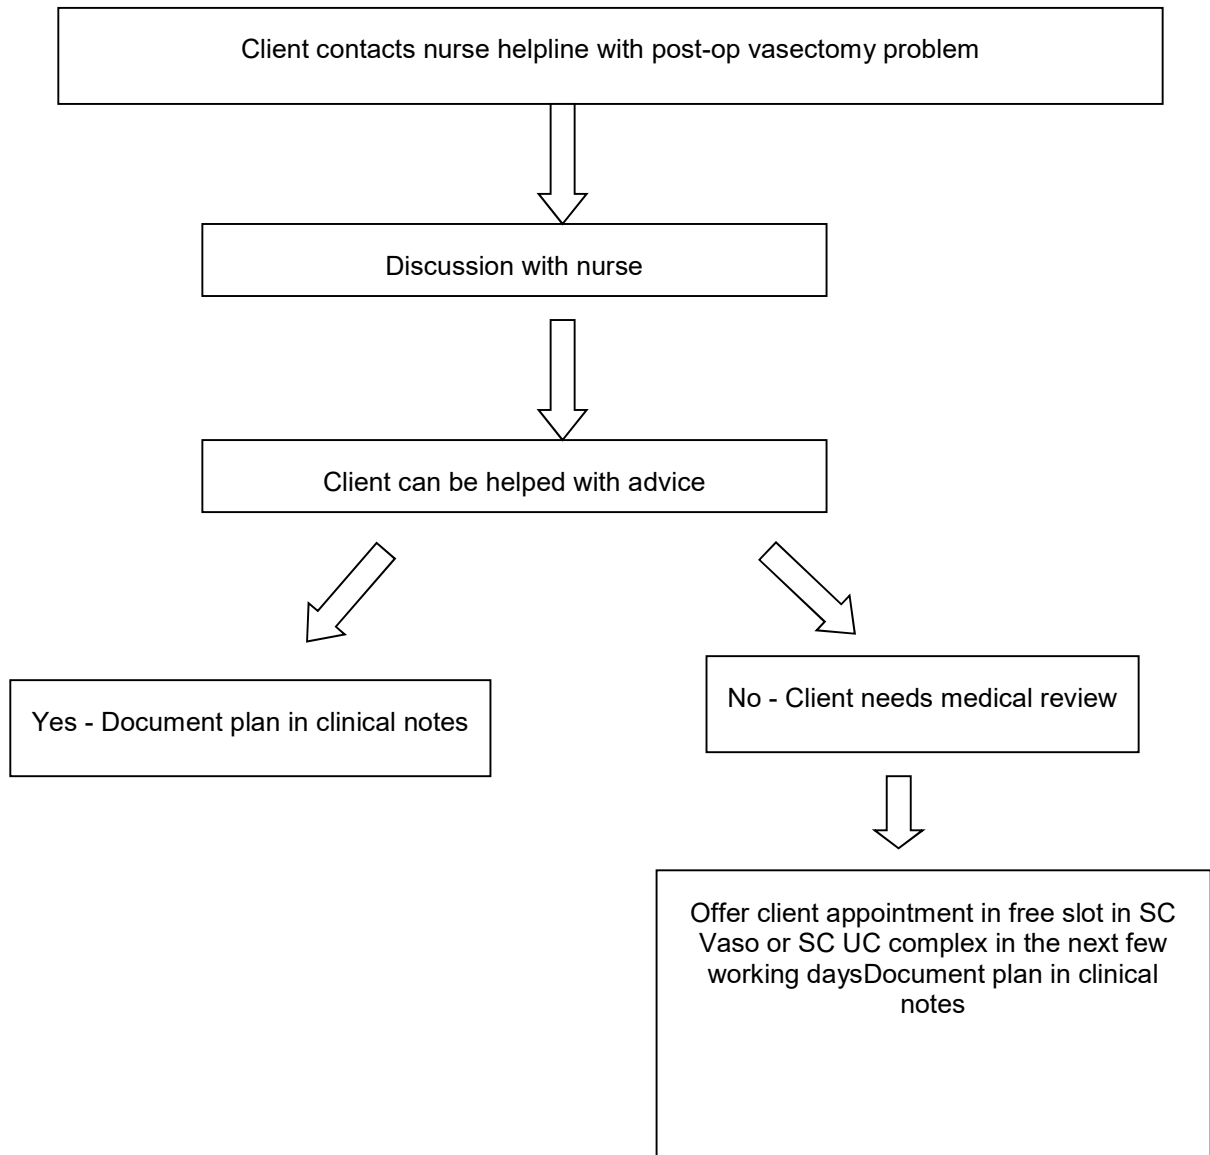 Client contacts nurse helpline with post-op vasectomy problem
Discussion with nurse
Client can be helped with advice
Yes - Document plan in clinical notes
No - Client needs medical review
Offer client appointment in free slot in SC
Vaso or SC UC complex in the next few
working daysDocument plan in clinical
notes